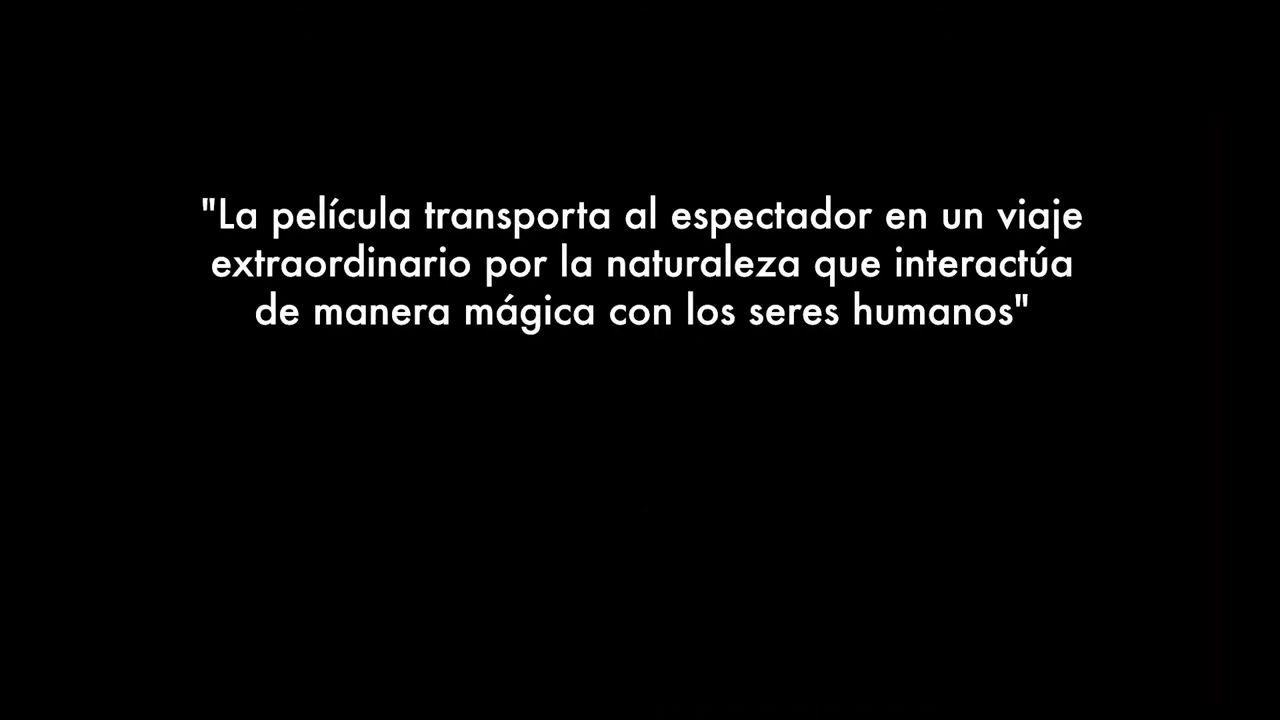 "La película transporta al espectador en un viaje
extraordinario por la naturaleza que interactúa
de manera mágica con los seres humanos"